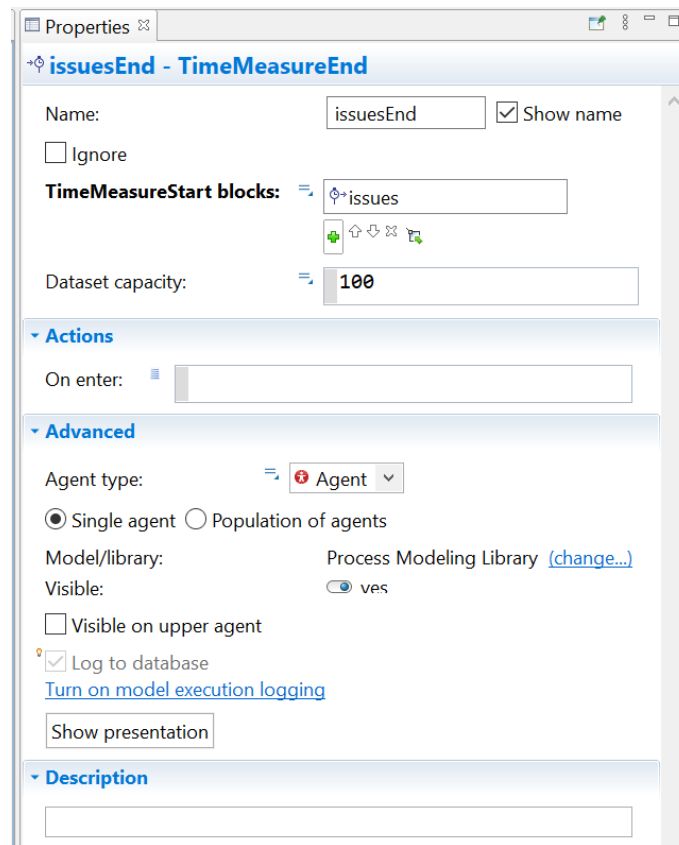 Properties
issuesEnd - TimeMeasureEnd
Name: issuesEnd Show name
Ignore
TimeMeasureStart blocks: issues
Dataset capacity: 100
Actions
On enter:
Advanced
Agent type: Agent
Single agent Population of agents
Model/library: Process Modeling Library (change...)
Visible: yes
Visible on upper agent
Log to database
Turn on model execution logging
Show presentation
Description